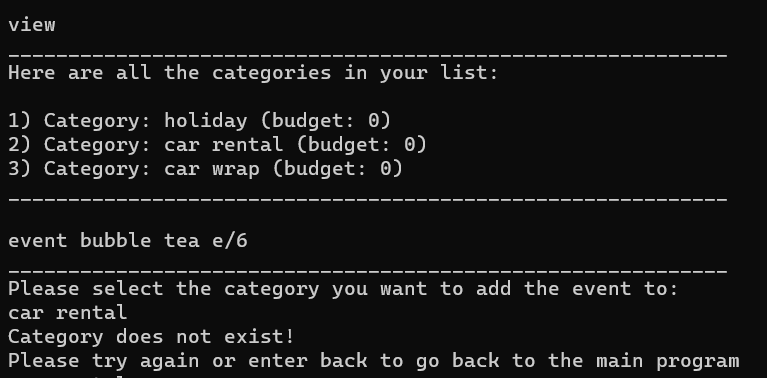 view
____________________________________________________________
Here are all the categories in your list:
1) Category: holiday (budget: 0)
2) Category: car rental (budget: 0)
3) Category: car wrap (budget: 0)
____________________________________________________________
event bubble tea e/6
____________________________________________________________
Please select the category you want to add the event to:
car rental
Category does not exist!
Please try again or enter back to go back to the main program